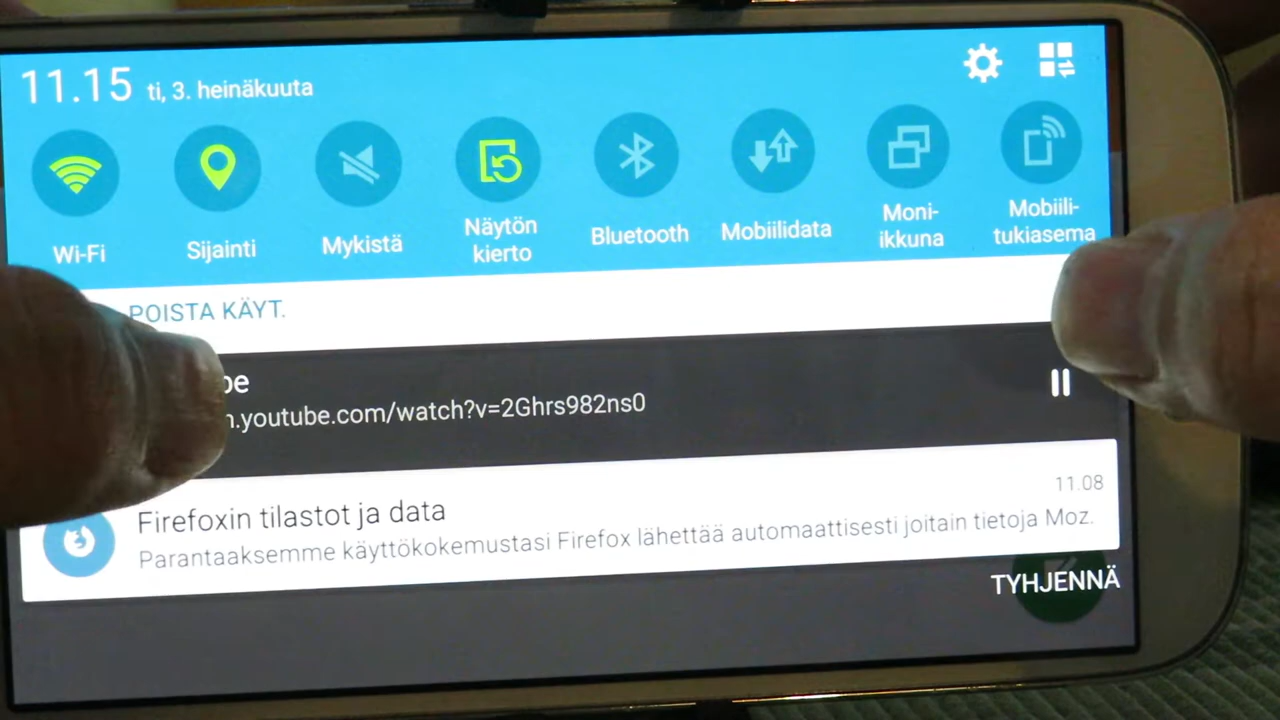 11.15 ti, 3. heinäkuuta
Wi-Fi
Sijainti
Mykistä
Näytön
kierto
Bluetooth
Mobiilidata
Moni-
ikkuna
Mobiili-
tukiasema
POISTA KÄYT.
.youtube.com/watch?v=2Ghrs982ns0
Firefoxin tilastot ja data
11.08
Parantaaksemme käyttökokemustasi Firefox lähettää automaattisesti joitain tietoja Moz.
TYHJENNÄ